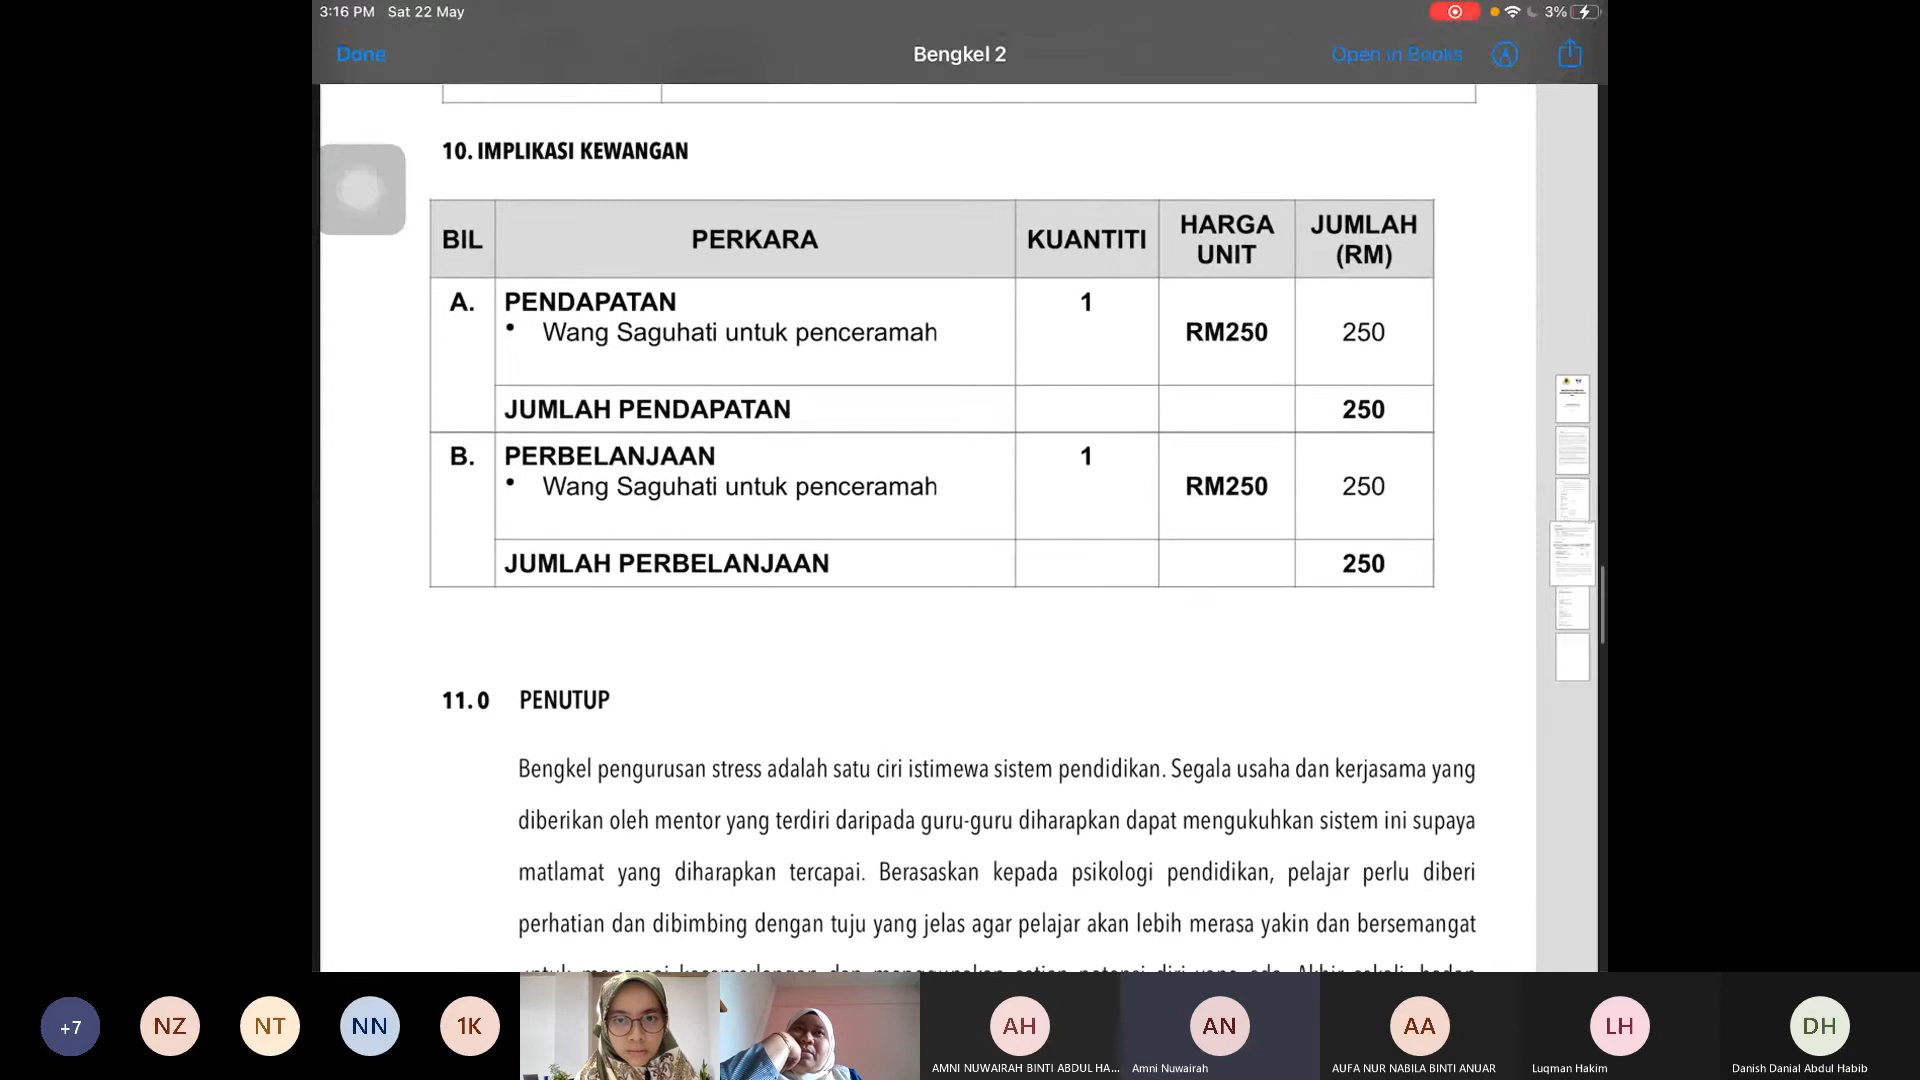 3:16 PM Sat 22 May
3%
Done
Bengkel 2
Open in Books
10. IMPLIKASI KEWANGAN
BIL PERKARA KUANTITI HARGA UNIT JUMLAH (RM)
A. PENDAPATAN 1
• Wang Saguhati untuk penceramah RM250 250
JUMLAH PENDAPATAN 250
B. PERBELANJAAN 1
• Wang Saguhati untuk penceramah RM250 250
JUMLAH PERBELANJAAN 250
11.0 PENUTUP
Bengkel pengurusan stress adalah satu ciri istimewa sistem pendidikan. Segala usaha dan kerjasama yang
diberikan oleh mentor yang terdiri daripada guru-guru diharapkan dapat mengukuhkan sistem ini supaya
matlamat yang diharapkan tercapai. Berasaskan kepada psikologi pendidikan, pelajar perlu diberi
perhatian dan dibimbing dengan tuju yang jelas agar pelajar akan lebih merasa yakin dan bersemangat
+7 NZ NT NN 1K AH AN AA LH DH
AMNI NUWAIRAH BINTI ABDUL HA... Amni Nuwairah AUFA NUR NABILA BINTI ANUAR Luqman Hakim Danish Danial Abdul Habib